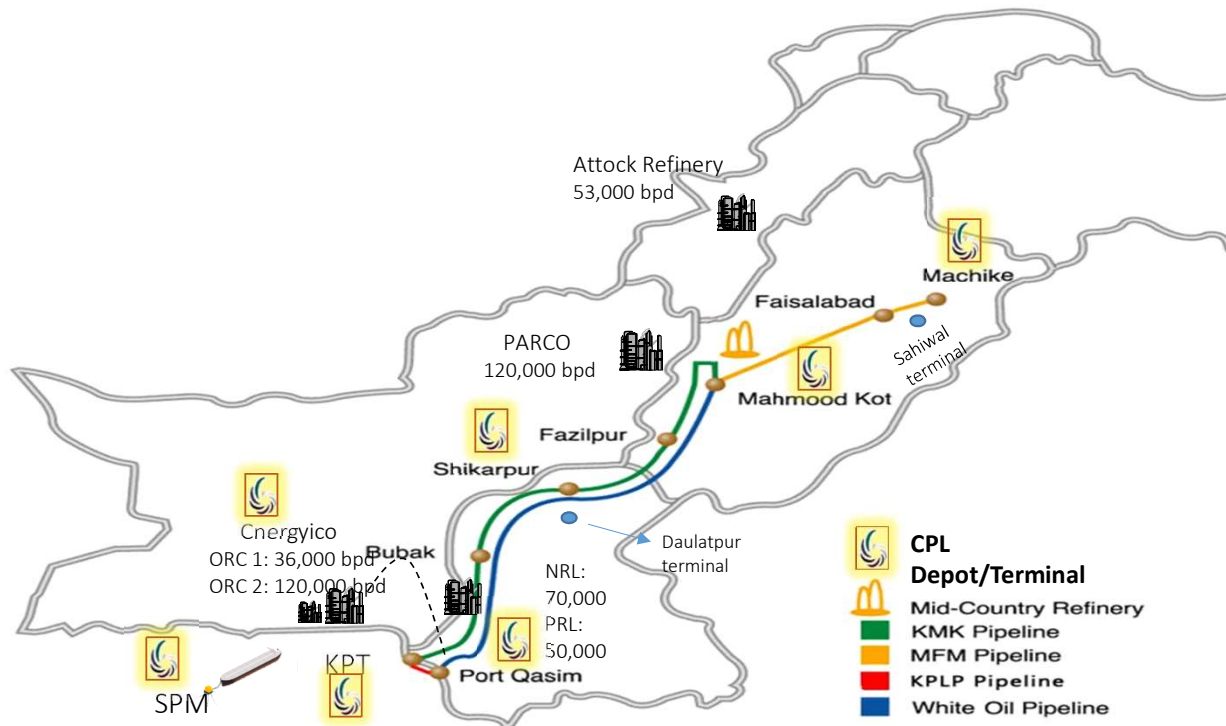 Attock Refinery
53,000 bpd
Machike
Faisalabad
Sahiwal
terminal
PARCO
120,000 bpd
Mahmood Kot
Fazilpur
Shikarpur
Cnergyico
ORC 1: 36,000 bpd
ORC 2: 120,000 bpd
Bubak
Daulatpur
terminal
NRL:
70,000
PRL:
50,000
Port Qasim
KPT
SPM
CPL
Depot/Terminal
Mid-Country Refinery
KMK Pipeline
MFM Pipeline
KPLP Pipeline
White Oil Pipeline